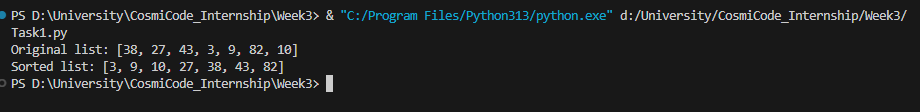 PS D:\University\CosmiCode_Internship\Week3> & "C:/Program Files/Python313/python.exe" d:/University/CosmiCode_Internship/Week3/
Task1.py
Original list: [38, 27, 43, 3, 9, 82, 10]
Sorted list: [3, 9, 10, 27, 38, 43, 82]
PS D:\University\CosmiCode_Internship\Week3>